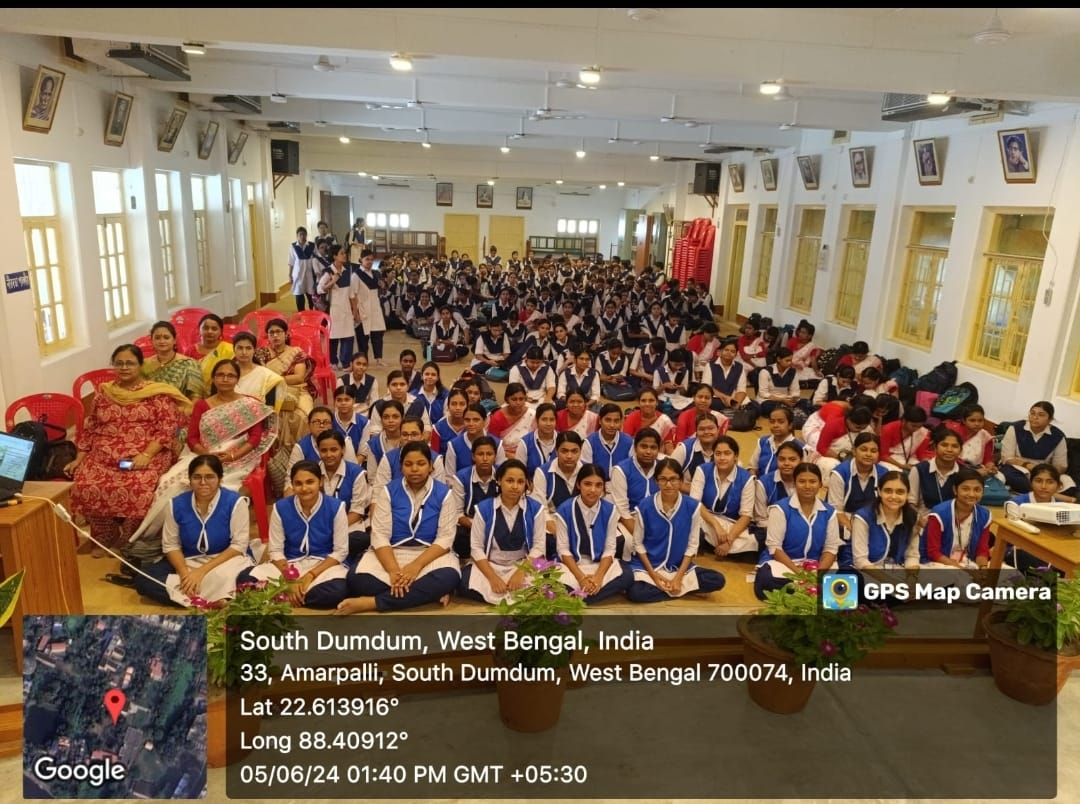 GPS Map Camera
South Dumdum, West Bengal, India
33, Amarpalli, South Dumdum, West Bengal 700074, India
Lat 22.613916°
Long 88.40912°
05/06/24 01:40 PM GMT +05:30
Google